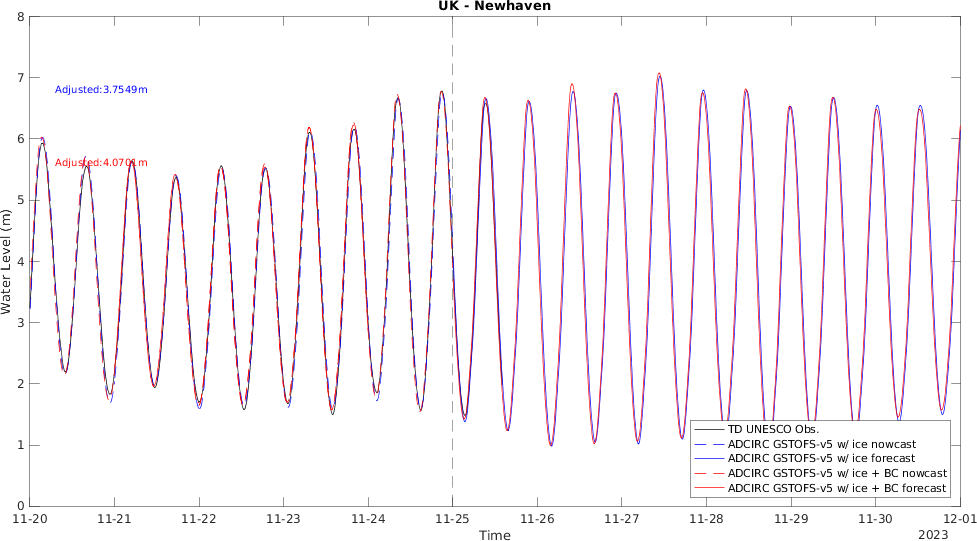 UK - Newhaven
8
7
6
5
4
3
2
1
0
Water Level (m)
Adjusted:3.7549m
Adjusted:4.0701m
TD UNESCO Obs.
ADCIRC GSTOFS-v5 w/ ice nowcast
ADCIRC GSTOFS-v5 w/ ice forecast
ADCIRC GSTOFS-v5 w/ ice + BC nowcast
ADCIRC GSTOFS-v5 w/ ice + BC forecast
11-20 11-21 11-22 11-23 11-24 11-25 11-26 11-27 11-28 11-29 11-30 12-01
Time
2023